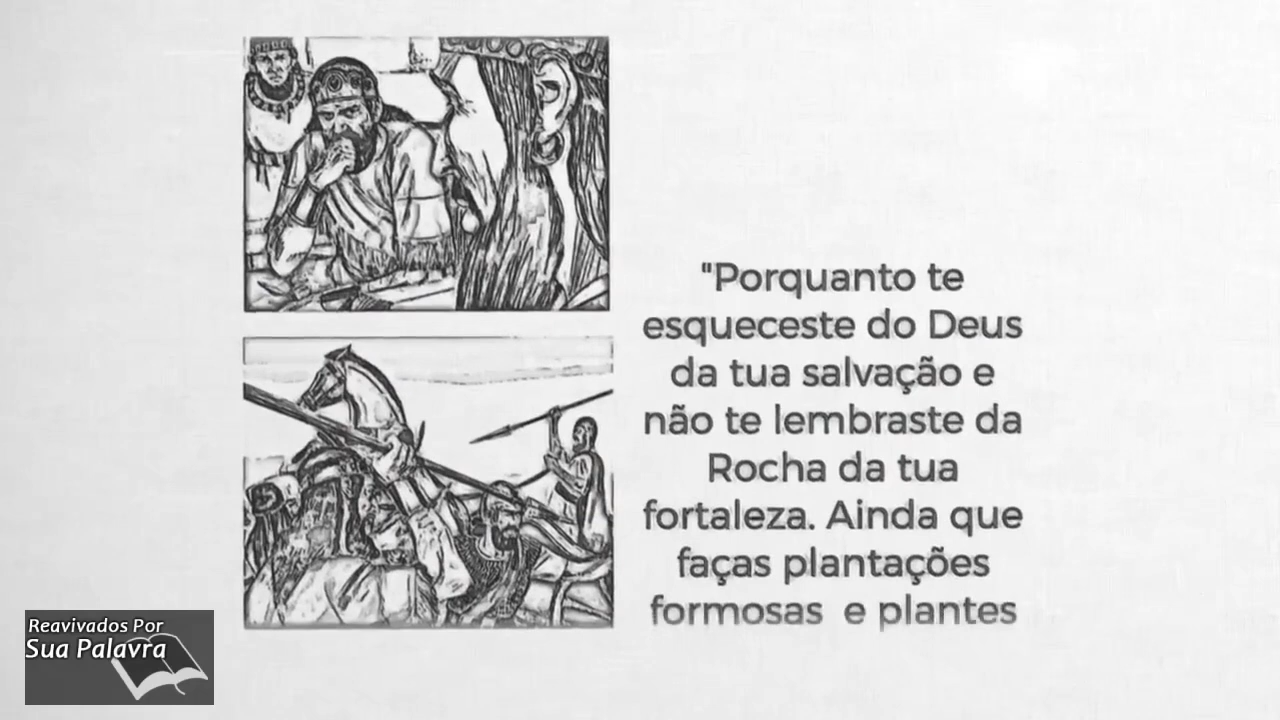 "Porquanto te
esqueceste do Deus
da tua salvação e
não te lembraste da
Rocha da tua
fortaleza. Ainda que
faças plantações
formosas e plantes
Reavivados Por
Sua Palavra